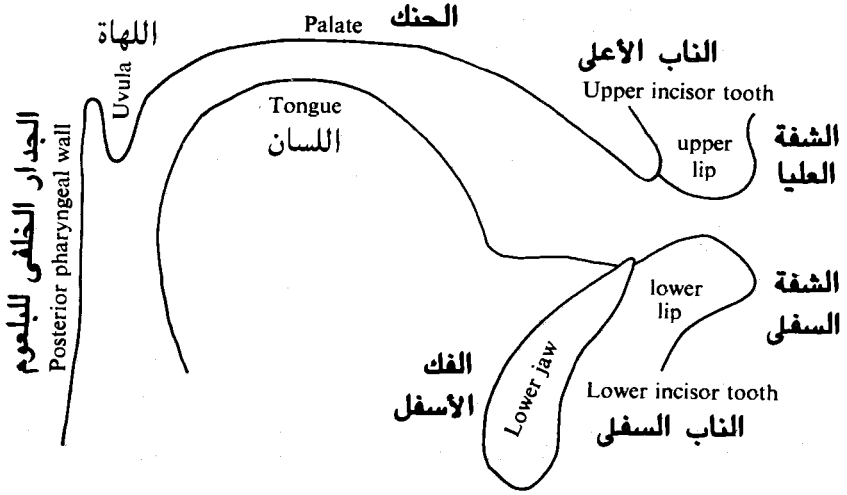 اللهاة
Uvula
Palate
الحنك
Tongue
اللسان
الناب الأعلى
Upper incisor tooth
upper
lip
الشفة
العليا
الجدار الخلفى للبلعوم
Posterior pharyngeal wall
lower
lip
الشفة
السفلى
الفك
الأسفل
Lower jaw
Lower incisor tooth
الناب السفلى